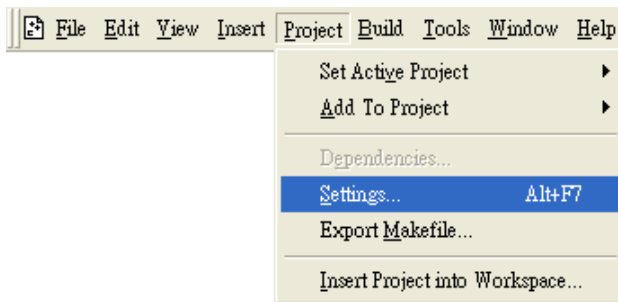 File Edit View Insert Project Build Tools Window Help
Set Active Project
Add To Project
Dependencies...
Settings... Alt+F7
Export Makefile...
Insert Project into Workspace...